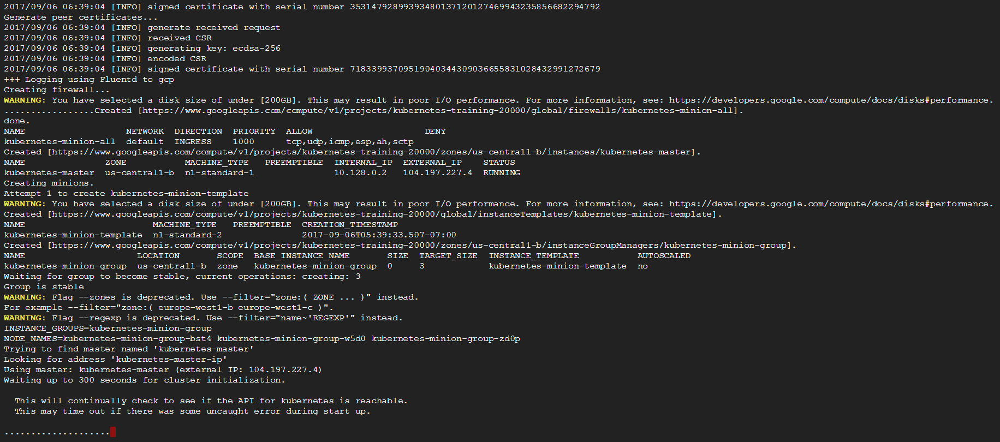 2017/09/06 06:39:04 [INFO] signed certificate with serial number 35314792899393480137120127469943235856682294792
Generate peer certificates...
2017/09/06 06:39:04 [INFO] generate received request
2017/09/06 06:39:04 [INFO] received CSR
2017/09/06 06:39:04 [INFO] generating key: ecdsa-256
2017/09/06 06:39:04 [INFO] encoded CSR
2017/09/06 06:39:04 [INFO] signed certificate with serial number 71833993709519040344309036655831028432991272679
+++ Logging using Fluentd to gcp
Creating firewall...
WARNING: You have selected a disk size of under [200GB]. This may result in poor I/O performance. For more information, see: https://developers.google.com/compute/docs/disks#performance.
.................Created [https://www.googleapis.com/compute/v1/projects/kubernetes-training-20000/global/firewalls/kubernetes-minion-all].
done.
NAME                   NETWORK  DIRECTION  PRIORITY  ALLOW                     DENY
kubernetes-minion-all  default  INGRESS    1000      tcp,udp,icmp,esp,ah,sctp
Created [https://www.googleapis.com/compute/v1/projects/kubernetes-training-20000/zones/us-central1-b/instances/kubernetes-master].
NAME               ZONE           MACHINE_TYPE   PREEMPTIBLE  INTERNAL_IP  EXTERNAL_IP    STATUS
kubernetes-master  us-central1-b  n1-standard-1               10.128.0.2   104.197.227.4  RUNNING
Creating minions.
Attempt 1 to create kubernetes-minion-template
WARNING: You have selected a disk size of under [200GB]. This may result in poor I/O performance. For more information, see: https://developers.google.com/compute/docs/disks#performance.
Created [https://www.googleapis.com/compute/v1/projects/kubernetes-training-20000/global/instanceTemplates/kubernetes-minion-template].
NAME                        MACHINE_TYPE   PREEMPTIBLE  CREATION_TIMESTAMP
kubernetes-minion-template  n1-standard-2               2017-09-06T05:39:33.507-07:00
Created [https://www.googleapis.com/compute/v1/projects/kubernetes-training-20000/zones/us-central1-b/instanceGroupManagers/kubernetes-minion-group].
NAME                     LOCATION       SCOPE  BASE_INSTANCE_NAME       SIZE  TARGET_SIZE  INSTANCE_TEMPLATE           AUTOSCALED
kubernetes-minion-group  us-central1-b  zone   kubernetes-minion-group  0     3            kubernetes-minion-template  no
Waiting for group to become stable, current operations: creating: 3
Group is stable
WARNING: Flag --zones is deprecated. Use --filter="zone:( ZONE ... )" instead.
For example --filter="zone:( europe-west1-b europe-west1-c )".
WARNING: Flag --regexp is deprecated. Use --filter="name~'REGEXP'" instead.
INSTANCE_GROUPS=kubernetes-minion-group
NODE_NAMES=kubernetes-minion-group-bst4 kubernetes-minion-group-w5d0 kubernetes-minion-group-zd0p
Trying to find master named 'kubernetes-master'
Looking for address 'kubernetes-master-ip'
Using master: kubernetes-master (external IP: 104.197.227.4)
Waiting up to 300 seconds for cluster initialization.
  This will continually check to see if the API for kubernetes is reachable.
  This may time out if there was some uncaught error during start up.
....................